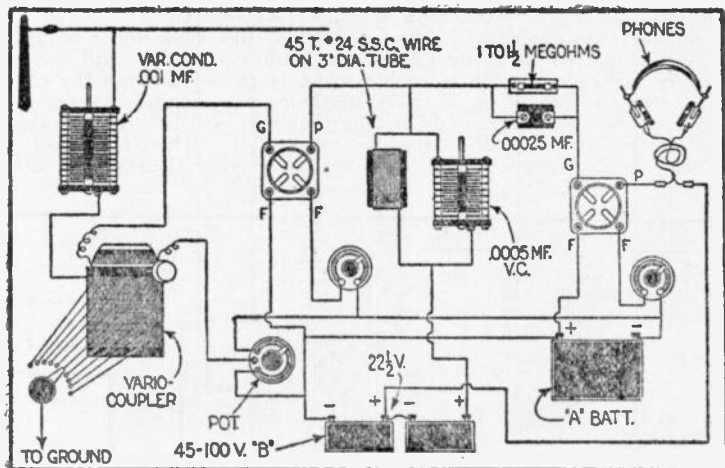 VAR. COND.
.001 MF.
45 T. #24 S.S.C. WIRE
ON 3" DIA. TUBE
1 TO 1½ MEGOHMS
PHONES
.00025 MF.
G P
F F
G P
F F
.0005 MF.
V.C.
VARIO-
COUPLER
POT.
22½ V.
- + - +
+ -
"A" BATT.
TO GROUND
45-100 V. "B"